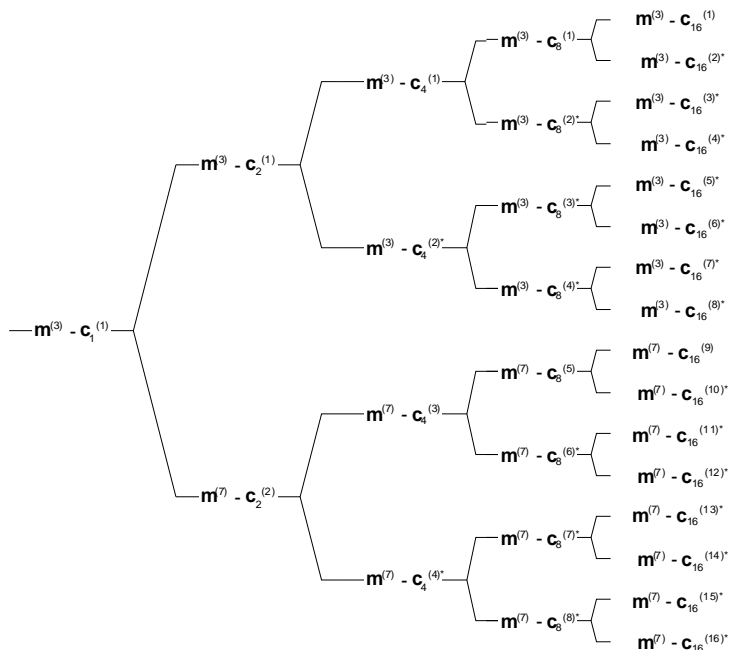 m(3) - c16(1)
m(3) - c8(1)
m(3) - c16(2)*
m(3) - c4(1)
m(3) - c16(3)*
m(3) - c8(2)*
m(3) - c16(4)*
m(3) - c2(1)
m(3) - c16(5)*
m(3) - c8(3)*
m(3) - c16(6)*
m(3) - c4(2)*
m(3) - c16(7)*
m(3) - c8(4)*
m(3) - c16(8)*
m(3) - c1(1)
m(7) - c16(9)
m(7) - c8(5)
m(7) - c16(10)*
m(7) - c4(3)
m(7) - c16(11)*
m(7) - c8(6)*
m(7) - c16(12)*
m(7) - c2(2)
m(7) - c16(13)*
m(7) - c8(7)*
m(7) - c16(14)*
m(7) - c4(4)*
m(7) - c16(15)*
m(7) - c8(8)*
m(7) - c16(16)*